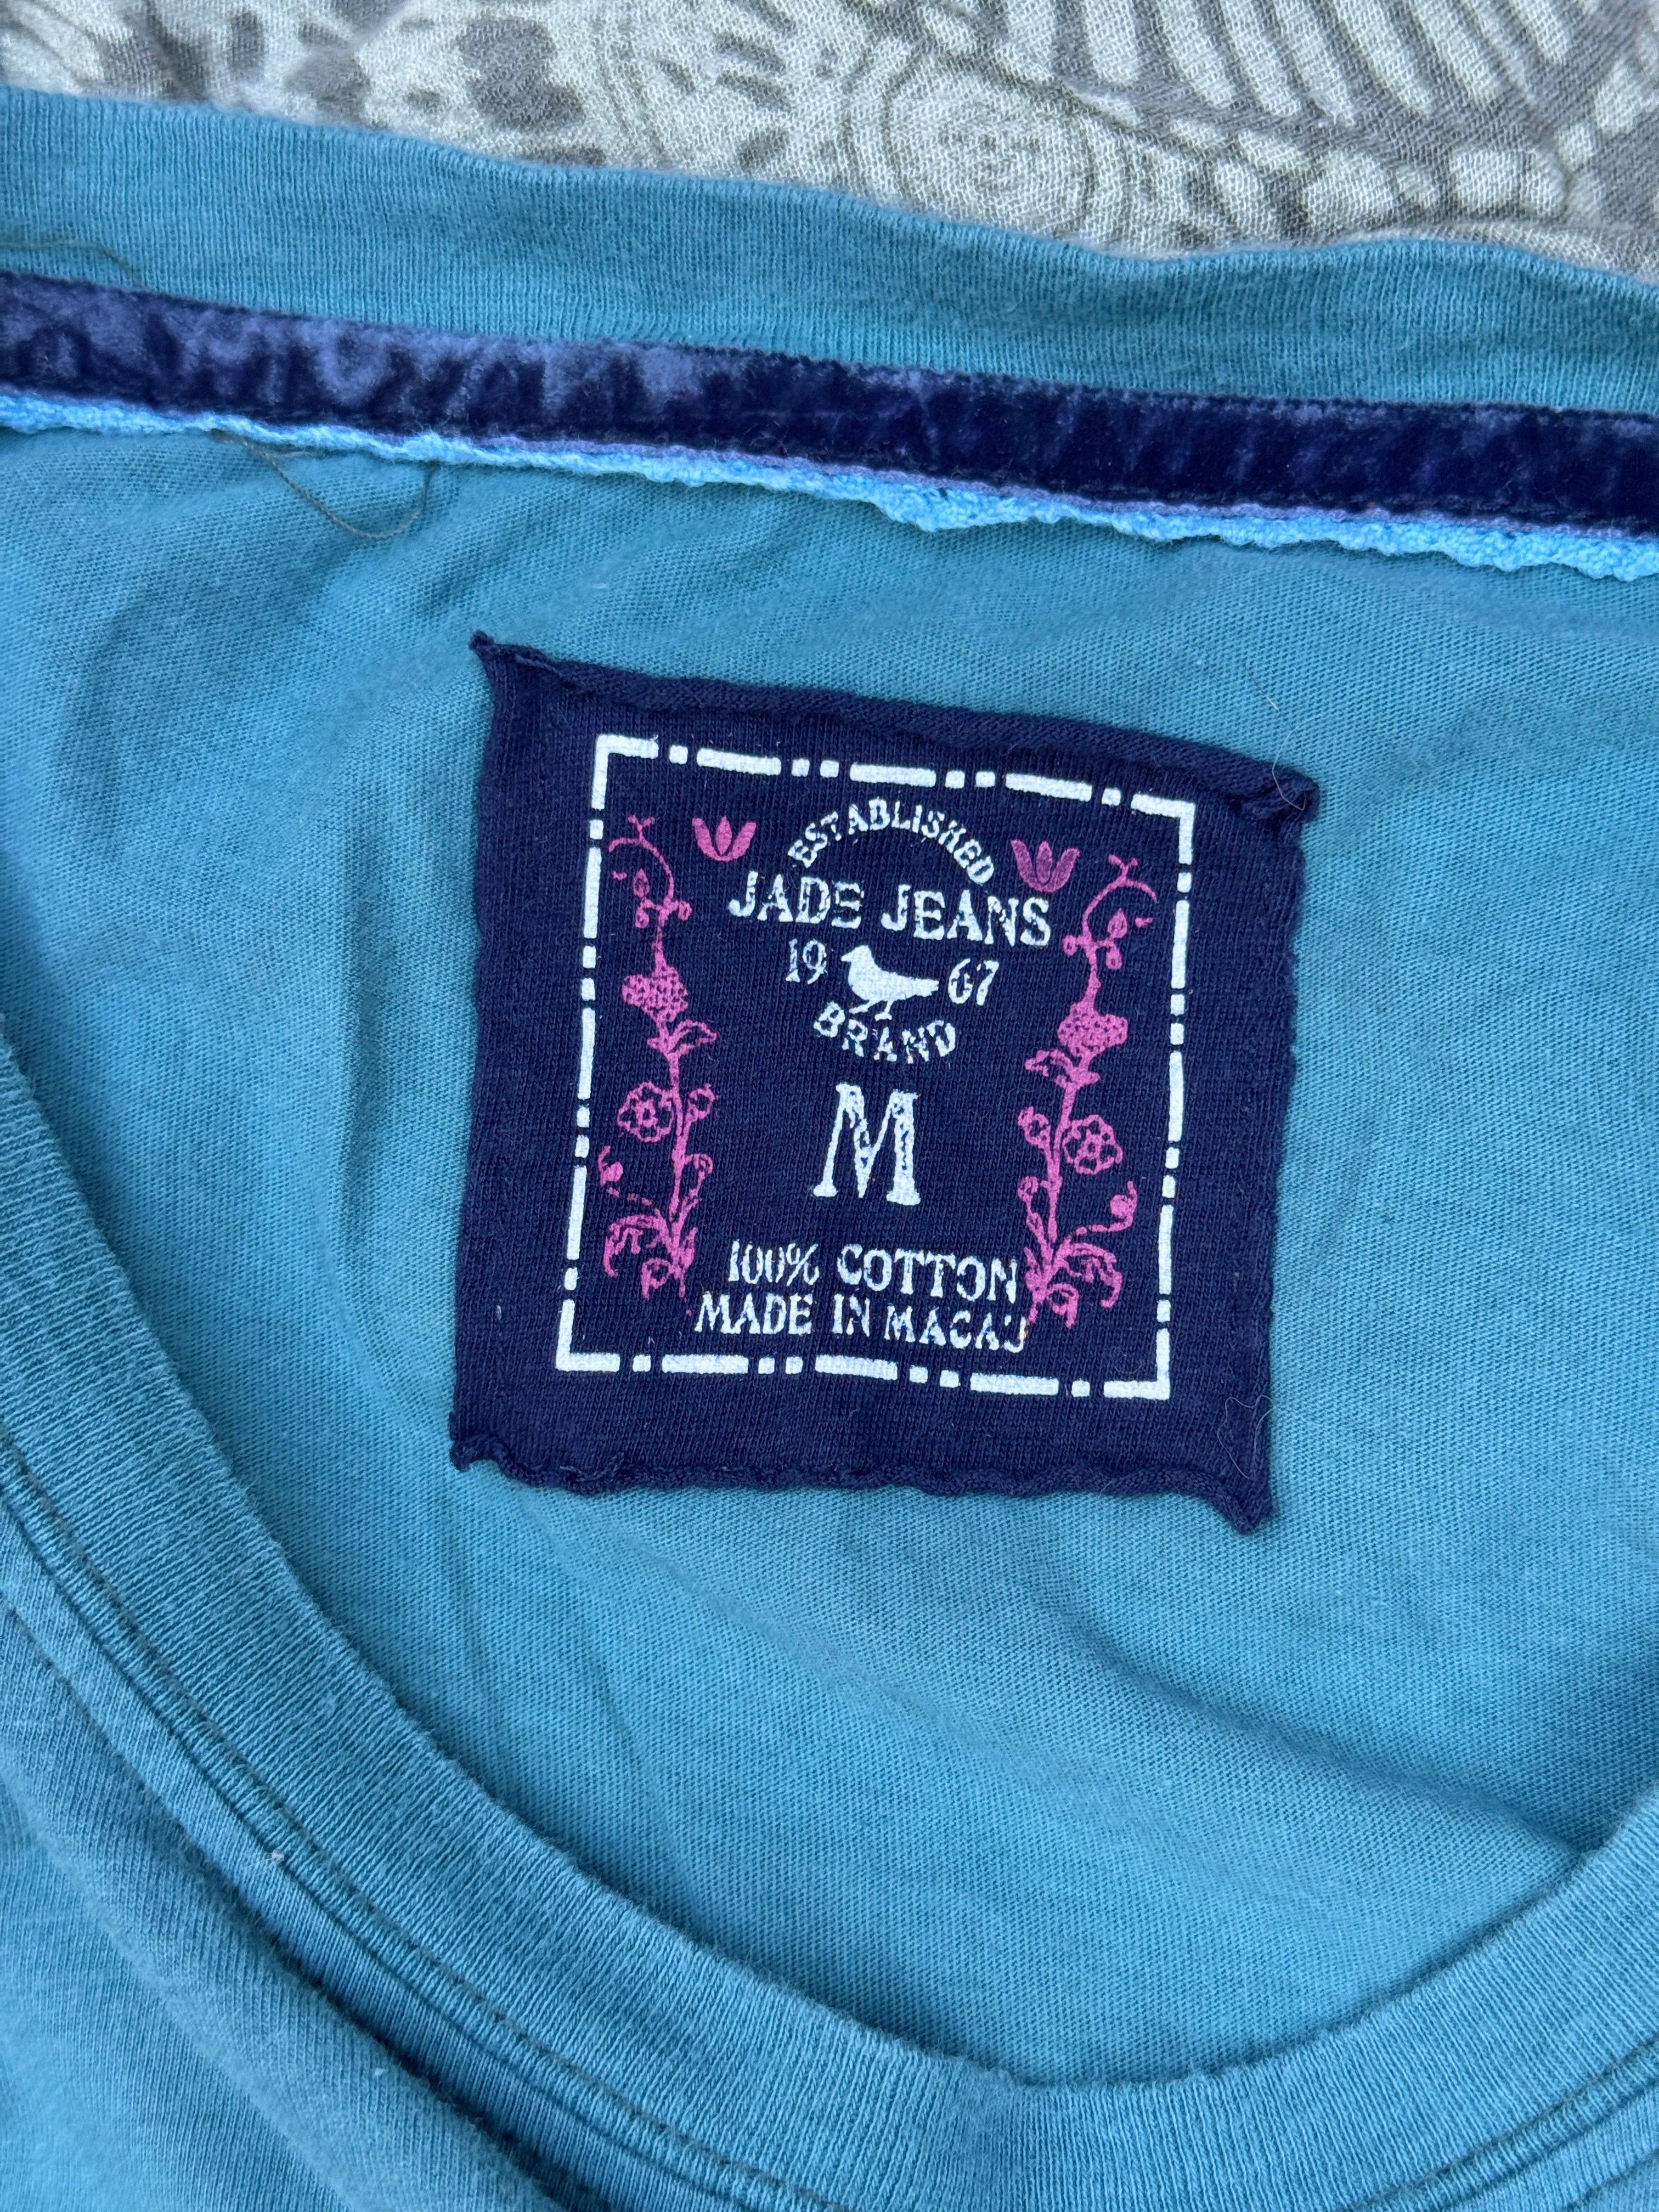 ESTABLISHED
JADE JEANS
19 67
BRAND
M
100% COTTON
MADE IN MACAU